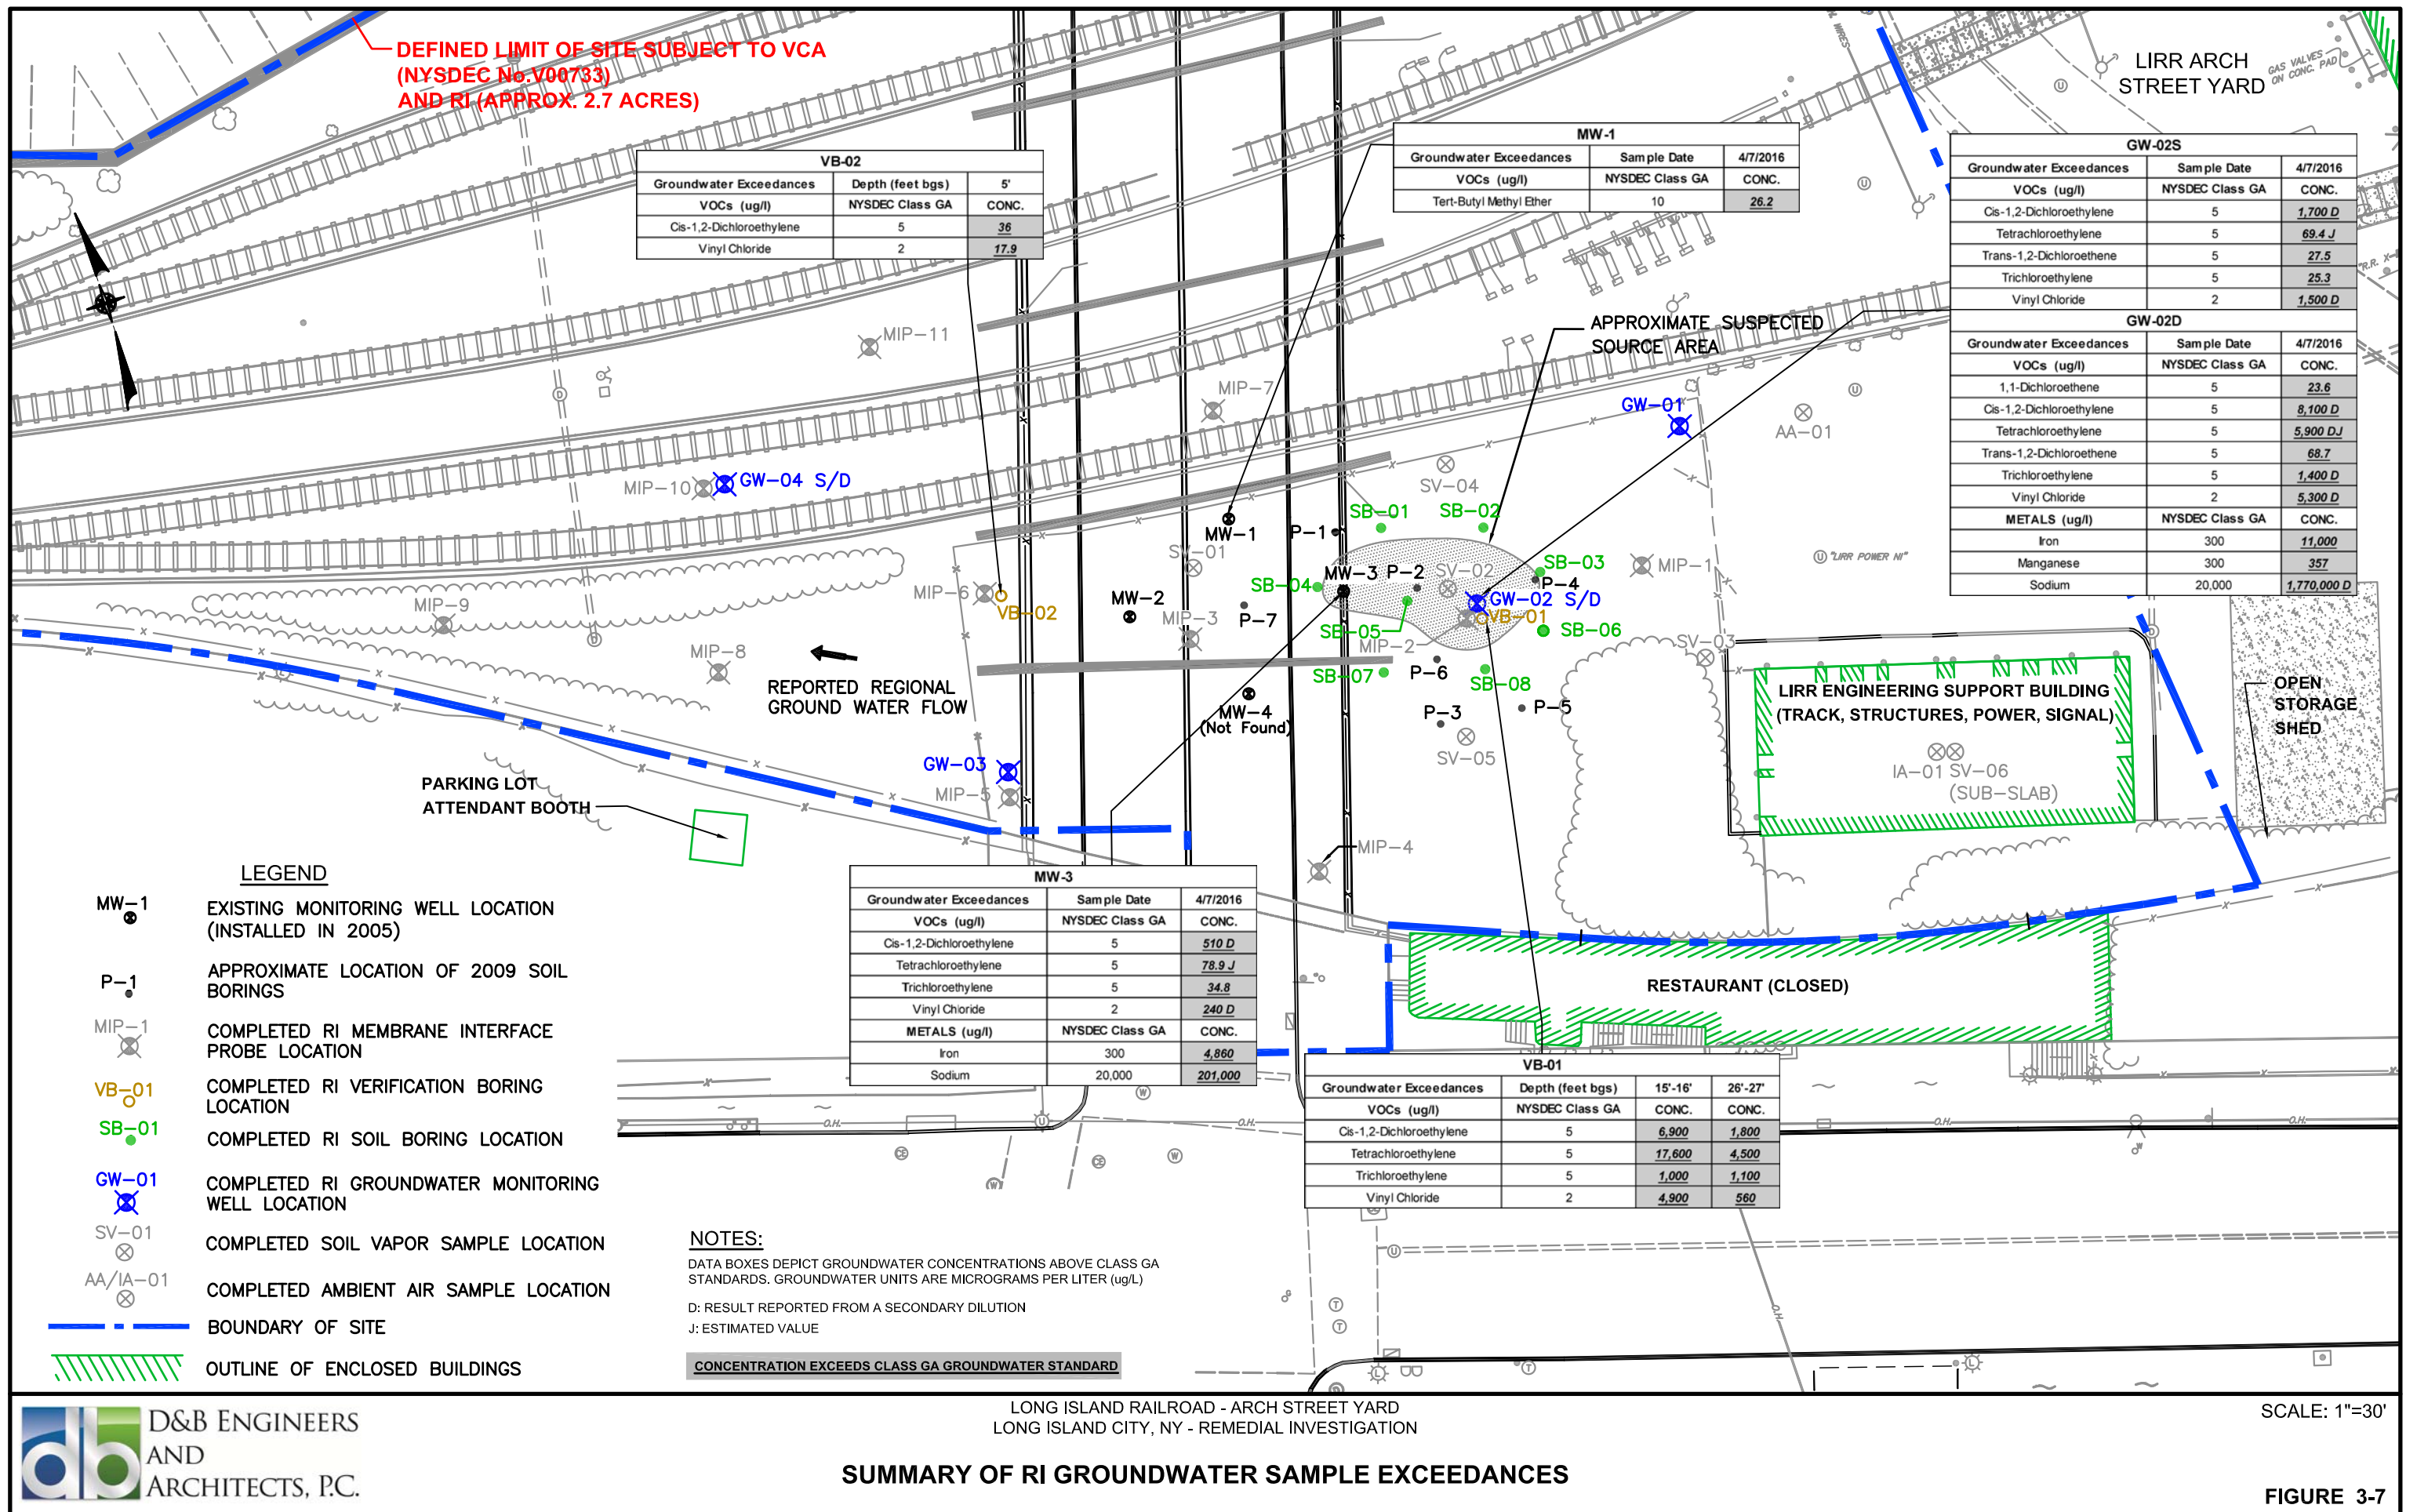 DEFINED LIMIT OF SITE SUBJECT TO VCA
(NYSDEC No.V00733)
AND RI (APPROX. 2.7 ACRES)
LIRR ARCH
STREET YARD
GAS VALVES
ON CONC. PAD
WIRES
VB-02
Groundwater Exceedances Depth (feet bgs) 5'
VOCs (ug/l) NYSDEC Class GA CONC.
Cis-1,2-Dichloroethylene 5 36
Vinyl Chloride 2 17.9
MW-1
Groundwater Exceedances Sample Date 4/7/2016
VOCs (ug/l) NYSDEC Class GA CONC.
Tert-Butyl Methyl Ether 10 26.2
GW-02S
Groundwater Exceedances Sample Date 4/7/2016
VOCs (ug/l) NYSDEC Class GA CONC.
Cis-1,2-Dichloroethylene 5 1,700 D
Tetrachloroethylene 5 69.4 J
Trans-1,2-Dichloroethene 5 27.5
Trichloroethylene 5 25.3
Vinyl Chloride 2 1,500 D
GW-02D
Groundwater Exceedances Sample Date 4/7/2016
VOCs (ug/l) NYSDEC Class GA CONC.
1,1-Dichloroethene 5 23.6
Cis-1,2-Dichloroethylene 5 8,100 D
Tetrachloroethylene 5 5,900 DJ
Trans-1,2-Dichloroethene 5 68.7
Trichloroethylene 5 1,400 D
Vinyl Chloride 2 5,300 D
METALS (ug/l) NYSDEC Class GA CONC.
Iron 300 11,000
Manganese 300 357
Sodium 20,000 1,770,000 D
APPROXIMATE SUSPECTED
SOURCE AREA
MIP-11
MIP-7
GW-01
AA-01
MIP-10
GW-04 S/D
SV-04
SB-01
SB-02
MW-1
P-1
SV-01
SB-03
MIP-1
"LIRR POWER NI"
MW-3
P-2
SV-02
P-4
SB-04
MIP-6
VB-02
MW-2
GW-02 S/D
MIP-9
MIP-3
P-7
SB-05
VB-01
SB-06
MIP-2
SV-03
MIP-8
P-6
SB-07
SB-08
REPORTED REGIONAL
GROUND WATER FLOW
MW-4
(Not Found)
P-3
P-5
SV-05
LIRR ENGINEERING SUPPORT BUILDING
(TRACK, STRUCTURES, POWER, SIGNAL)
OPEN
STORAGE
SHED
IA-01 SV-06
(SUB-SLAB)
GW-03
MIP-5
PARKING LOT
ATTENDANT BOOTH
MIP-4
RESTAURANT (CLOSED)
MW-3
Groundwater Exceedances Sample Date 4/7/2016
VOCs (ug/l) NYSDEC Class GA CONC.
Cis-1,2-Dichloroethylene 5 510 D
Tetrachloroethylene 5 78.9 J
Trichloroethylene 5 34.8
Vinyl Chloride 2 240 D
METALS (ug/l) NYSDEC Class GA CONC.
Iron 300 4,860
Sodium 20,000 201,000
VB-01
Groundwater Exceedances Depth (feet bgs) 15'-16' 26'-27'
VOCs (ug/l) NYSDEC Class GA CONC. CONC.
Cis-1,2-Dichloroethylene 5 6,900 1,800
Tetrachloroethylene 5 17,600 4,500
Trichloroethylene 5 1,000 1,100
Vinyl Chloride 2 4,900 560
LEGEND
MW-1 EXISTING MONITORING WELL LOCATION
(INSTALLED IN 2005)
P-1 APPROXIMATE LOCATION OF 2009 SOIL
BORINGS
MIP-1 COMPLETED RI MEMBRANE INTERFACE
PROBE LOCATION
VB-01 COMPLETED RI VERIFICATION BORING
LOCATION
SB-01 COMPLETED RI SOIL BORING LOCATION
GW-01 COMPLETED RI GROUNDWATER MONITORING
WELL LOCATION
SV-01 COMPLETED SOIL VAPOR SAMPLE LOCATION
AA/IA-01 COMPLETED AMBIENT AIR SAMPLE LOCATION
BOUNDARY OF SITE
OUTLINE OF ENCLOSED BUILDINGS
NOTES:
DATA BOXES DEPICT GROUNDWATER CONCENTRATIONS ABOVE CLASS GA
STANDARDS. GROUNDWATER UNITS ARE MICROGRAMS PER LITER (ug/L)
D: RESULT REPORTED FROM A SECONDARY DILUTION
J: ESTIMATED VALUE
CONCENTRATION EXCEEDS CLASS GA GROUNDWATER STANDARD
O.H.
O.H.
O.H.
O.H.
O.H.
db
D&B ENGINEERS
AND
ARCHITECTS, P.C.
LONG ISLAND RAILROAD - ARCH STREET YARD
LONG ISLAND CITY, NY - REMEDIAL INVESTIGATION
SUMMARY OF RI GROUNDWATER SAMPLE EXCEEDANCES
SCALE: 1"=30'
FIGURE 3-7